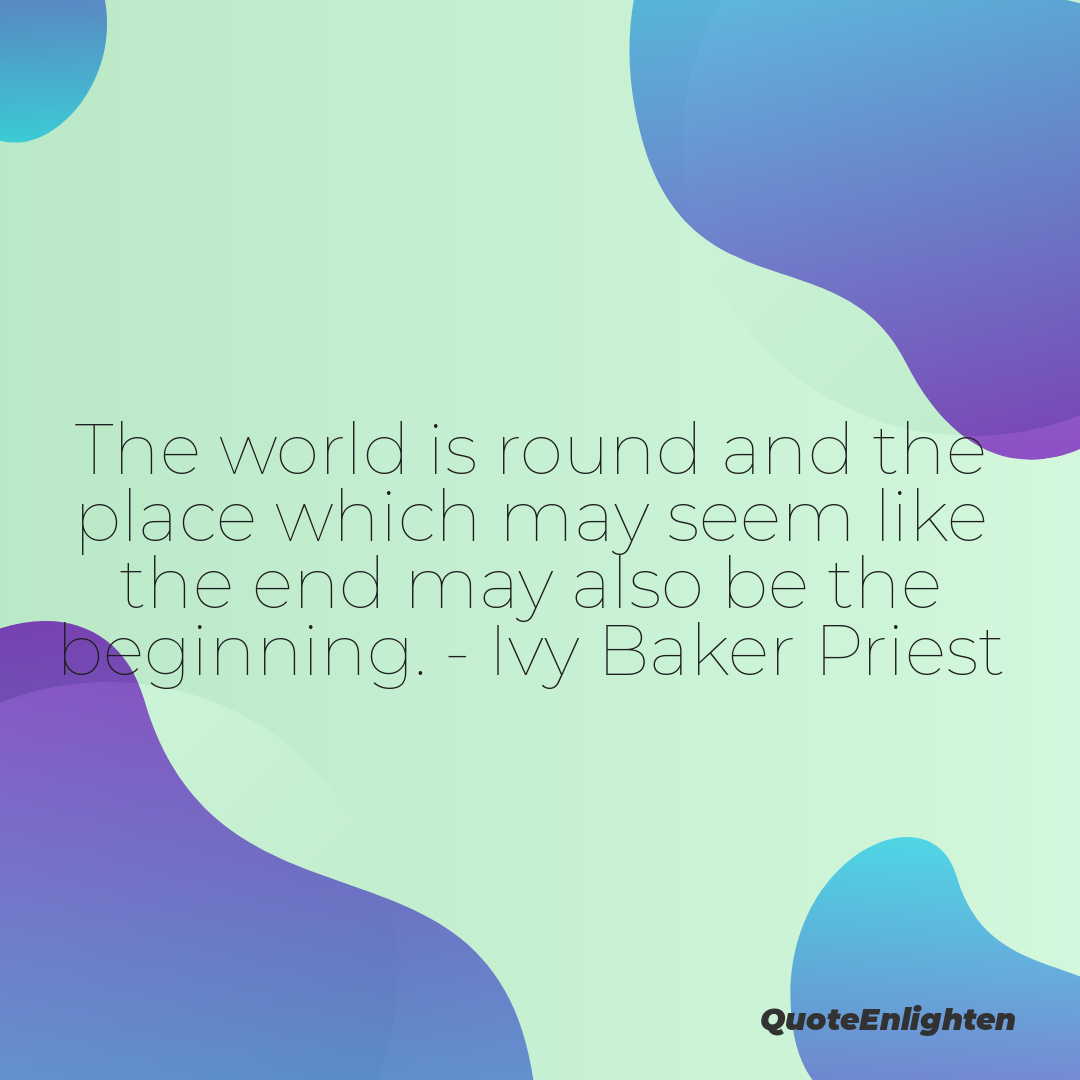 The world is round and the
place which may seem like
the end may also be the
beginning. - Ivy Baker Priest
QuoteEnlighten